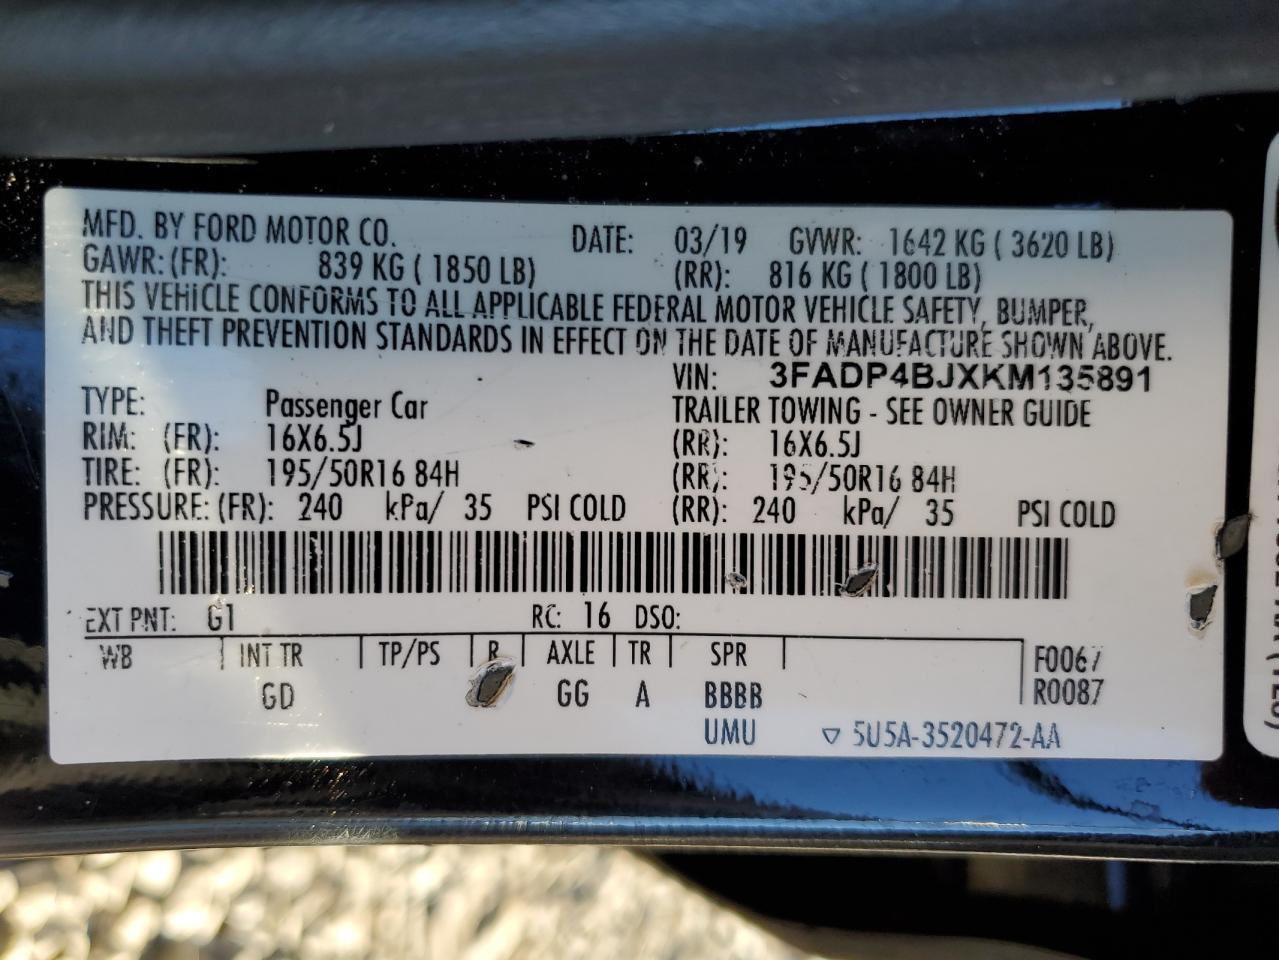 MFD. BY FORD MOTOR CO. DATE: 03/19 GVWR: 1642 KG ( 3620 LB)
GAWR: (FR): 839 KG ( 1850 LB) (RR): 816 KG ( 1800 LB)
THIS VEHICLE CONFORMS TO ALL APPLICABLE FEDERAL MOTOR VEHICLE SAFETY, BUMPER,
AND THEFT PREVENTION STANDARDS IN EFFECT ON THE DATE OF MANUFACTURE SHOWN ABOVE.
VIN: 3FADP4BJXKM135891
TYPE: Passenger Car TRAILER TOWING - SEE OWNER GUIDE
RIM: (FR): 16X6.5J (RR): 16X6.5J
TIRE: (FR): 195/50R16 84H (RR): 195/50R16 84H
PRESSURE: (FR): 240 kPa/ 35 PSI COLD (RR): 240 kPa/ 35 PSI COLD
EXT PNT: G1 RC: 16 DSO:
WB INT TR TP/PS R AXLE TR SPR F0067
GD GG A BBBB R0087
UMU ▽ 5U5A-3520472-AA